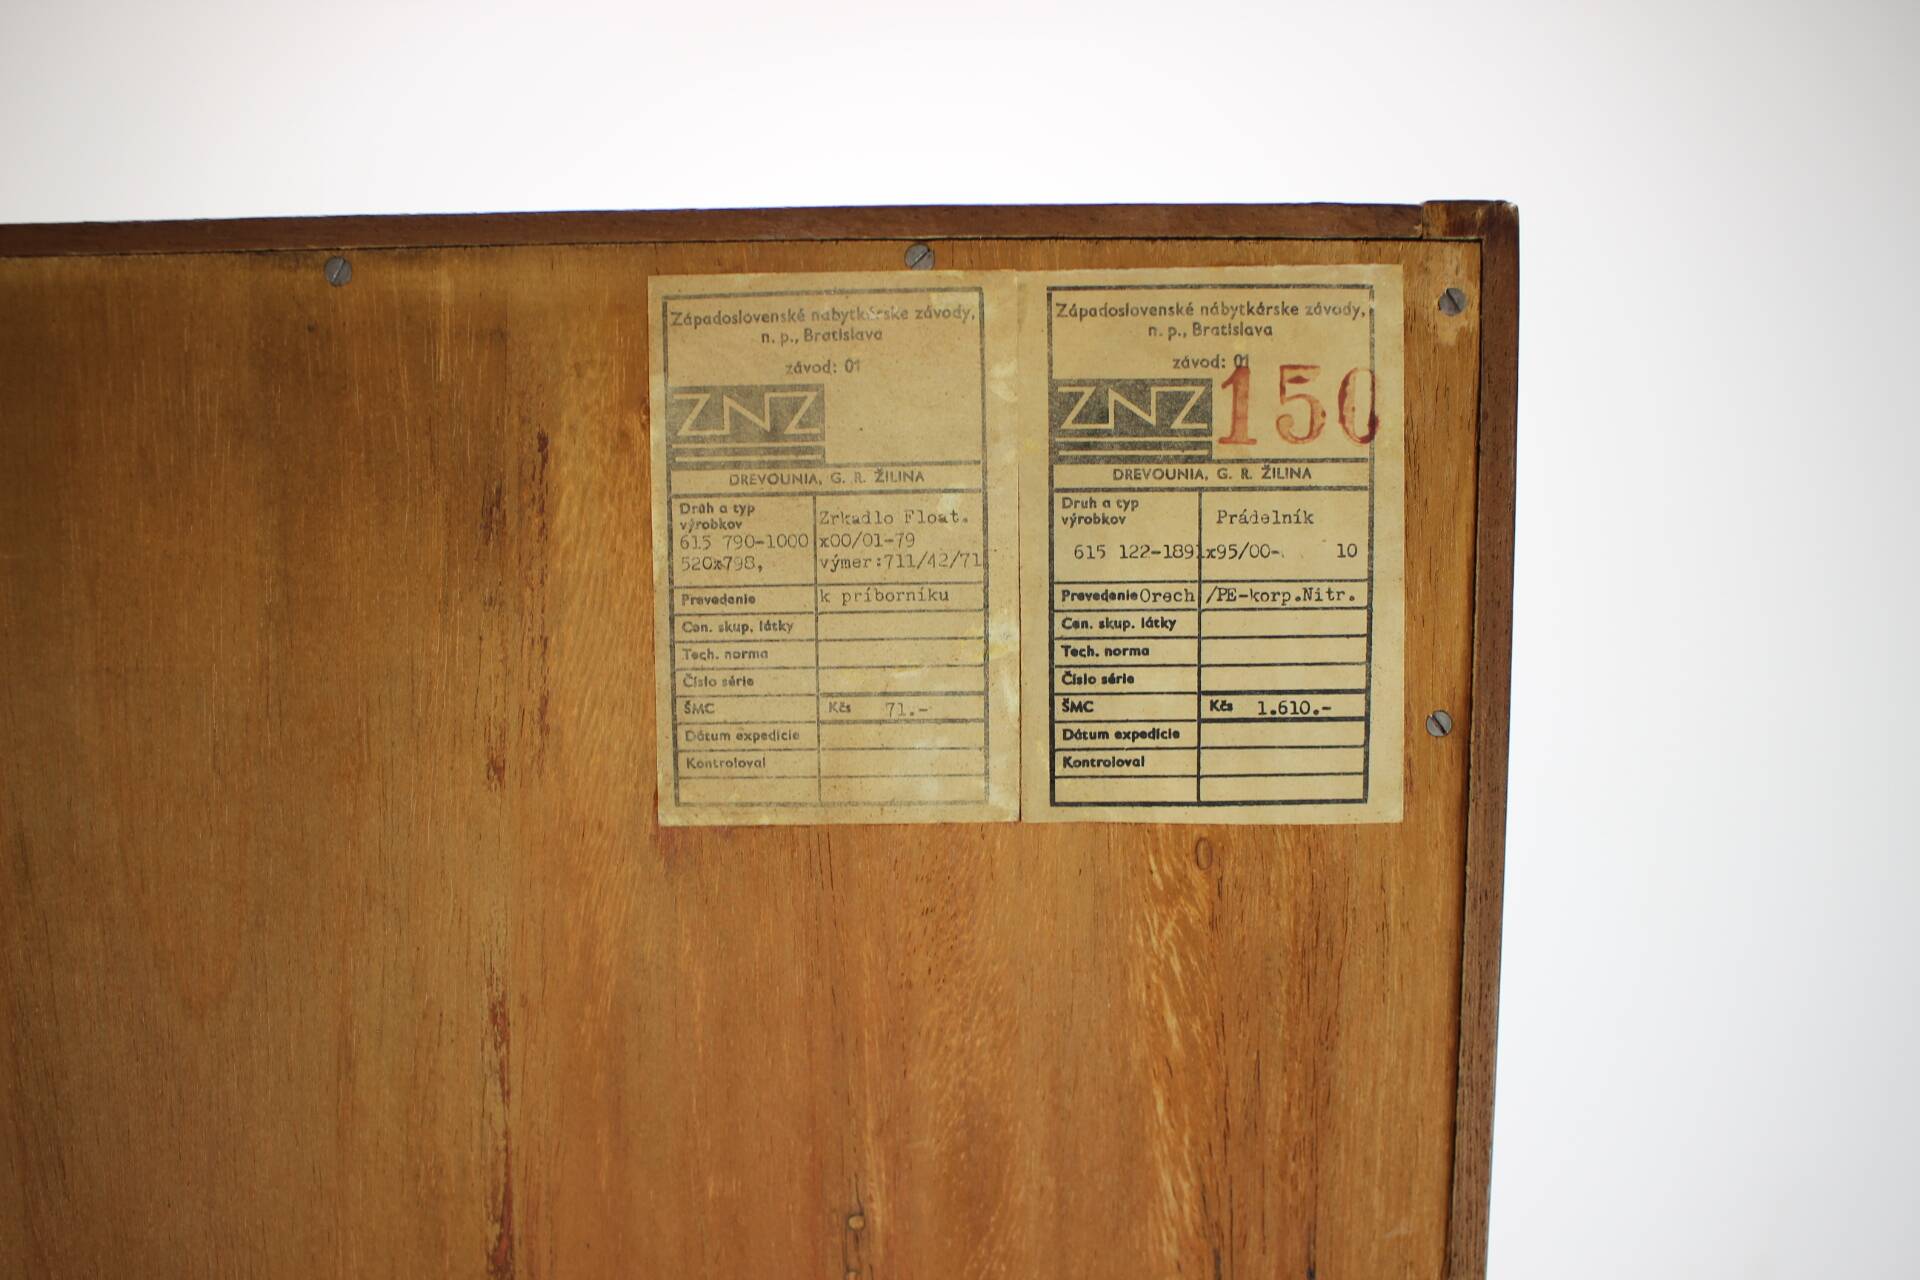 Západoslovenské nábytkárske závody,
n. p., Bratislava
závod: 01
ZNZ
DREVOUNIA, G. R. ŽILINA
Druh a typ
výrobkov
Zrkadlo Float.
615 790-1000 x00/01-79
520x798, výmer:711/42/71
Prevedenie k príborníku
Cen. skup. látky
Tech. norma
Číslo série
ŠMC Kčs 71.-
Dátum expedície
Kontroloval
Západoslovenské nábytkárske závody,
n. p., Bratislava
závod: 01
150
ZNZ
DREVOUNIA, G. R. ŽILINA
Druh a typ
výrobkov
Prádelník
615 122-1891x95/00-. 10
Prevedenie Orech/PE-korp.Nitr.
Cen. skup. látky
Tech. norma
Číslo série
ŠMC Kčs 1.610.-
Dátum expedície
Kontroloval